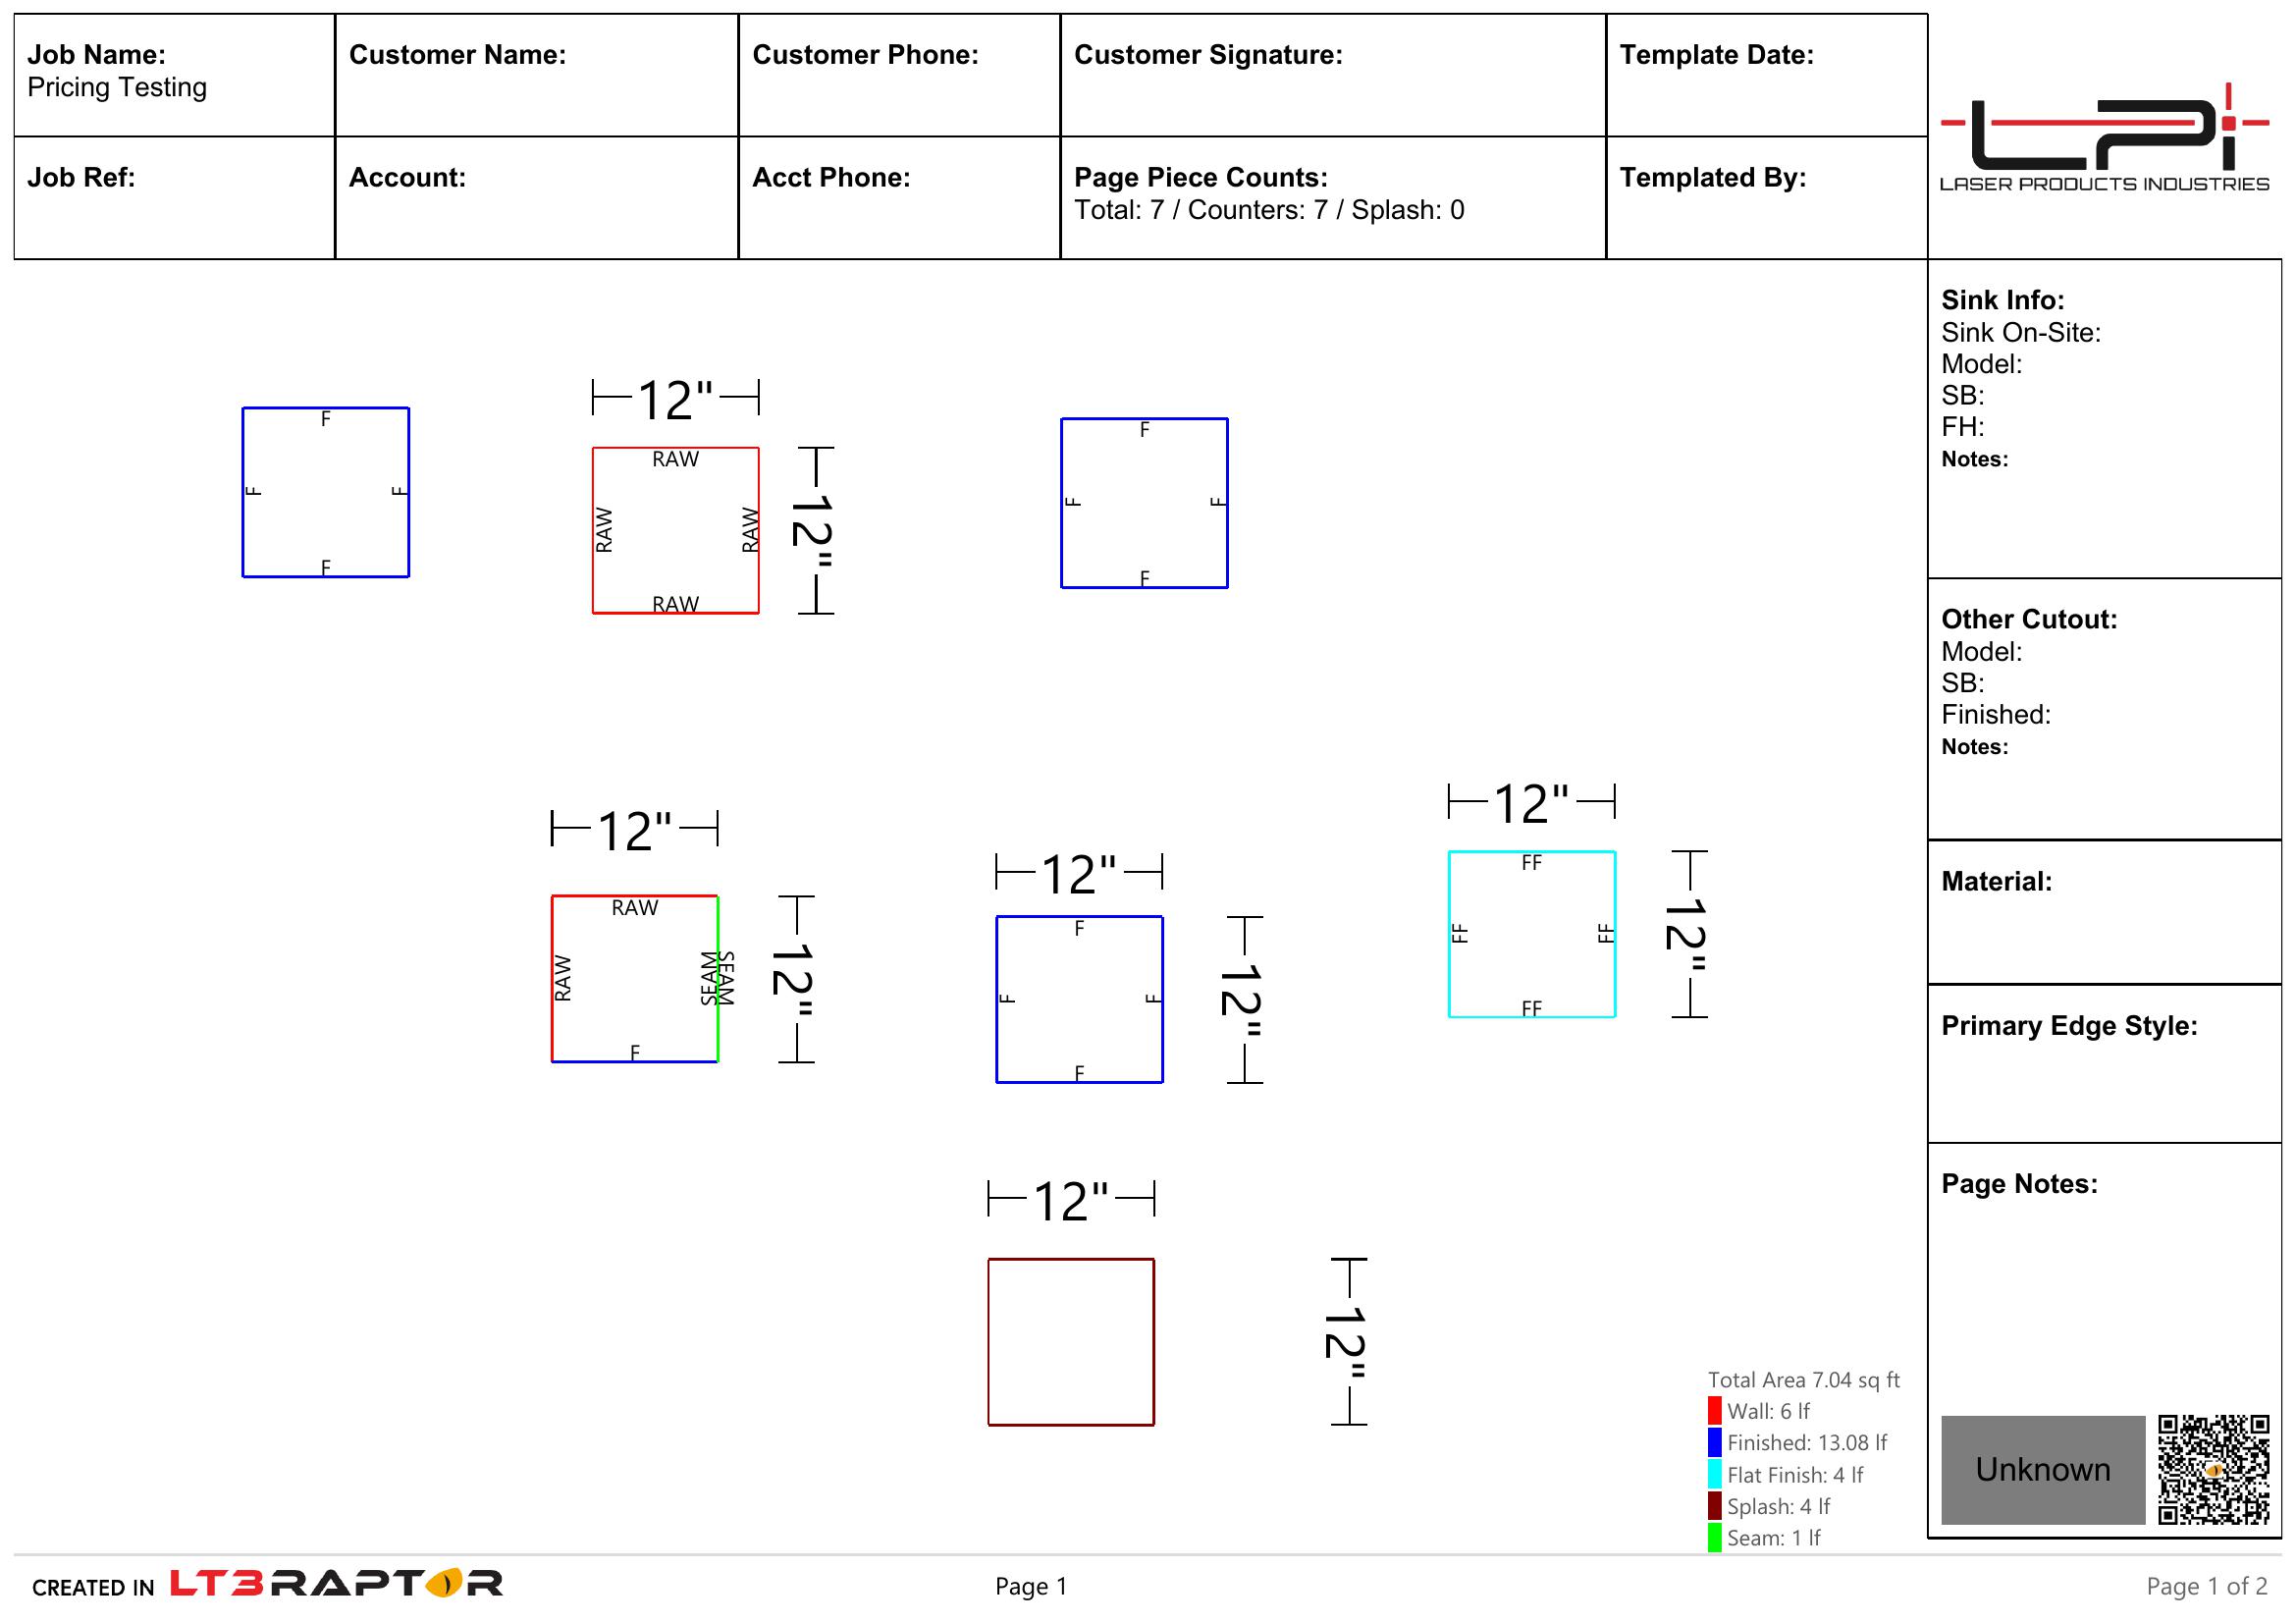 Job Name:
Pricing Testing
Customer Name:
Customer Phone:
Customer Signature:
Template Date:
Job Ref:
Account:
Acct Phone:
Page Piece Counts:
Total: 7 / Counters: 7 / Splash: 0
Templated By:
LPi
LASER PRODUCTS INDUSTRIES
Sink Info:
Sink On-Site:
Model:
SB:
FH:
Notes:
Other Cutout:
Model:
SB:
Finished:
Notes:
Material:
Primary Edge Style:
Page Notes:
Unknown
F
F
F
F
12"
RAW
RAW
RAW
12"
RAW
F
F
F
F
12"
RAW
RAW
SEAM
SEAM
12"
F
12"
F
F
F
12"
F
12"
FF
FF
FF
12"
FF
12"
12"
Total Area 7.04 sq ft
Wall: 6 lf
Finished: 13.08 lf
Flat Finish: 4 lf
Splash: 4 lf
Seam: 1 lf
CREATED IN LT3RAPTOR
Page 1
Page 1 of 2